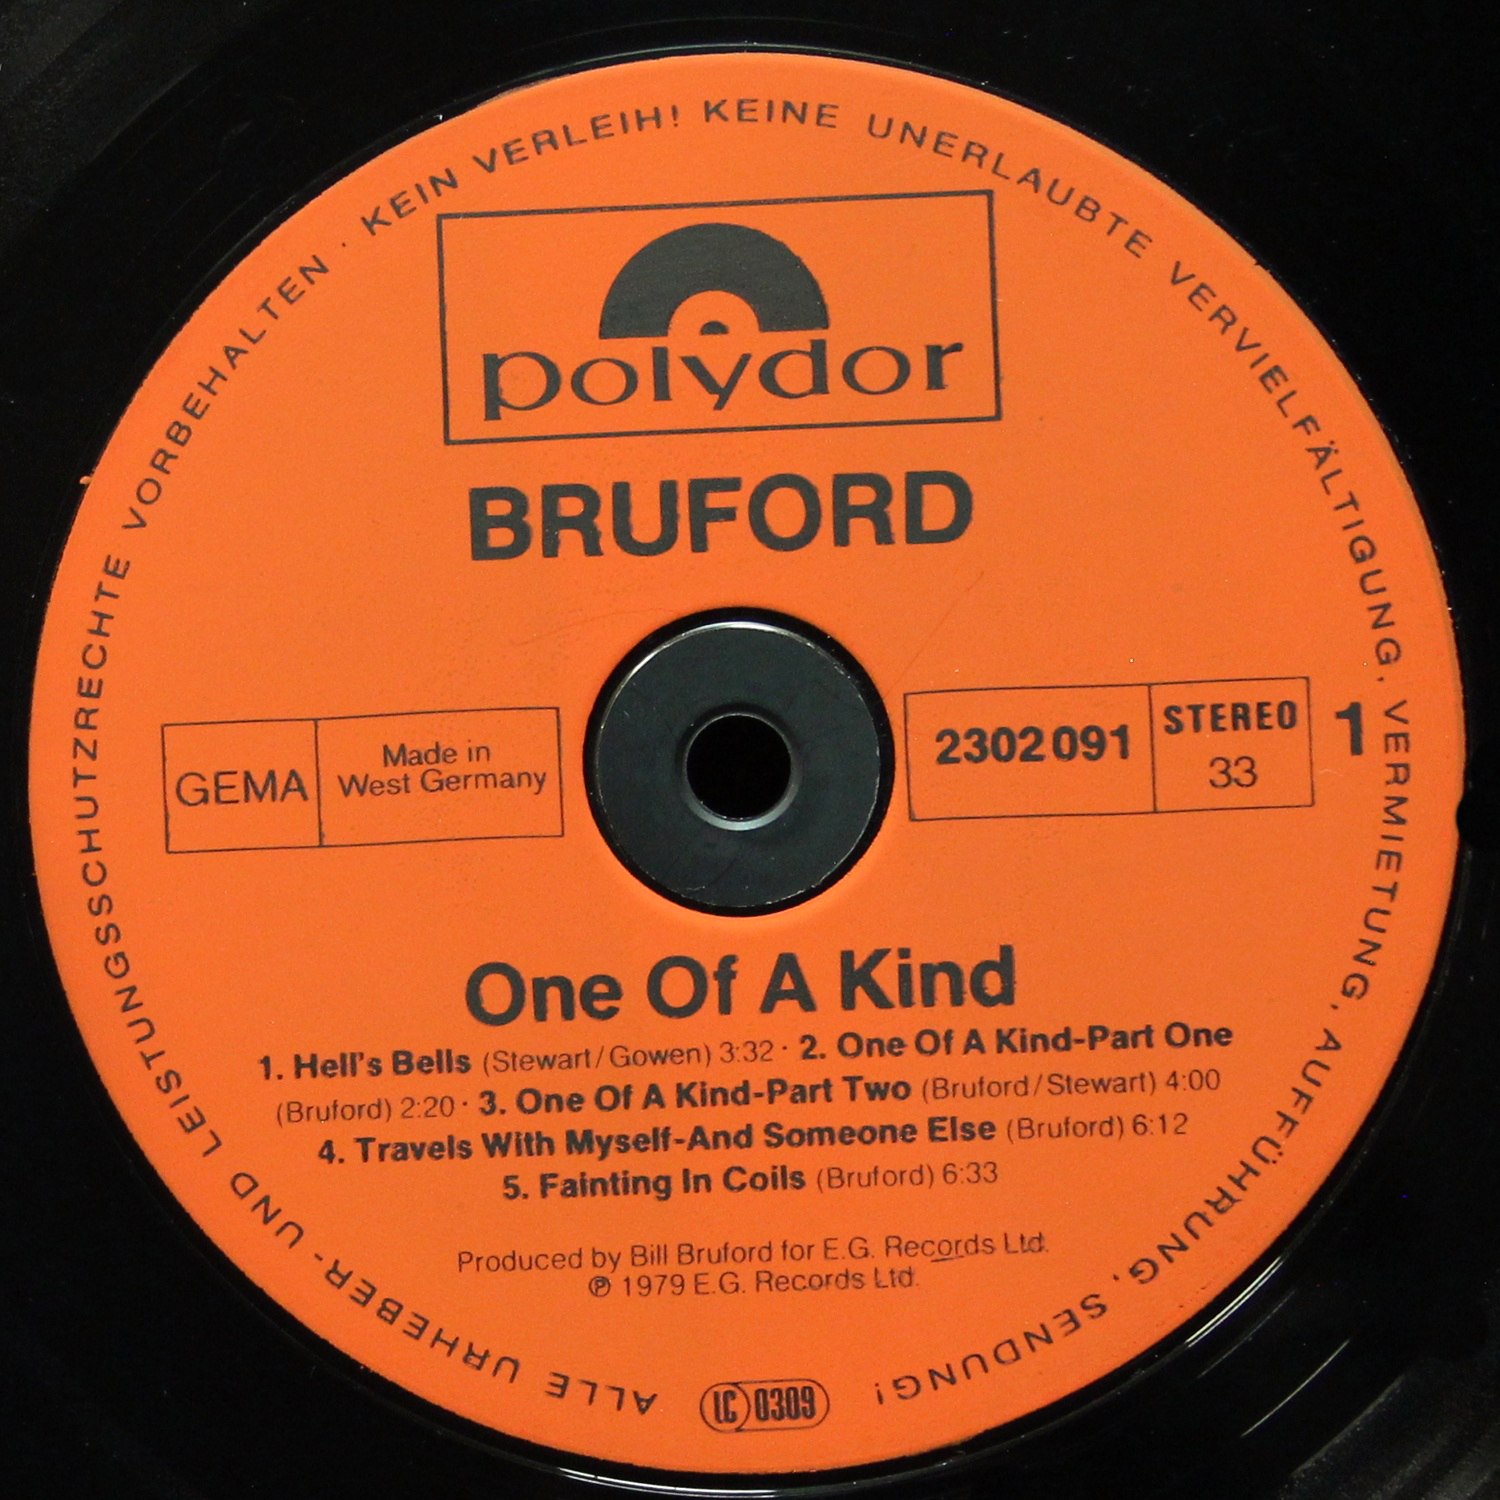 ALLE URHEBER- UND LEISTUNGSSCHUTZRECHTE VORBEHALTEN · KEIN VERLEIH! KEINE UNERLAUBTE VERVIELFÄLTIGUNG, VERMIETUNG, AUFFÜHRUNG, SENDUNG!
polydor
BRUFORD
GEMA
Made in
West Germany
2302 091
STEREO
33
1
One Of A Kind
1. Hell's Bells (Stewart/Gowen) 3:32 · 2. One Of A Kind-Part One
(Bruford) 2:20 · 3. One Of A Kind-Part Two (Bruford/Stewart) 4:00
4. Travels With Myself-And Someone Else (Bruford) 6:12
5. Fainting In Coils (Bruford) 6:33
Produced by Bill Bruford for E.G. Records Ltd.
℗ 1979 E.G. Records Ltd.
LC 0309